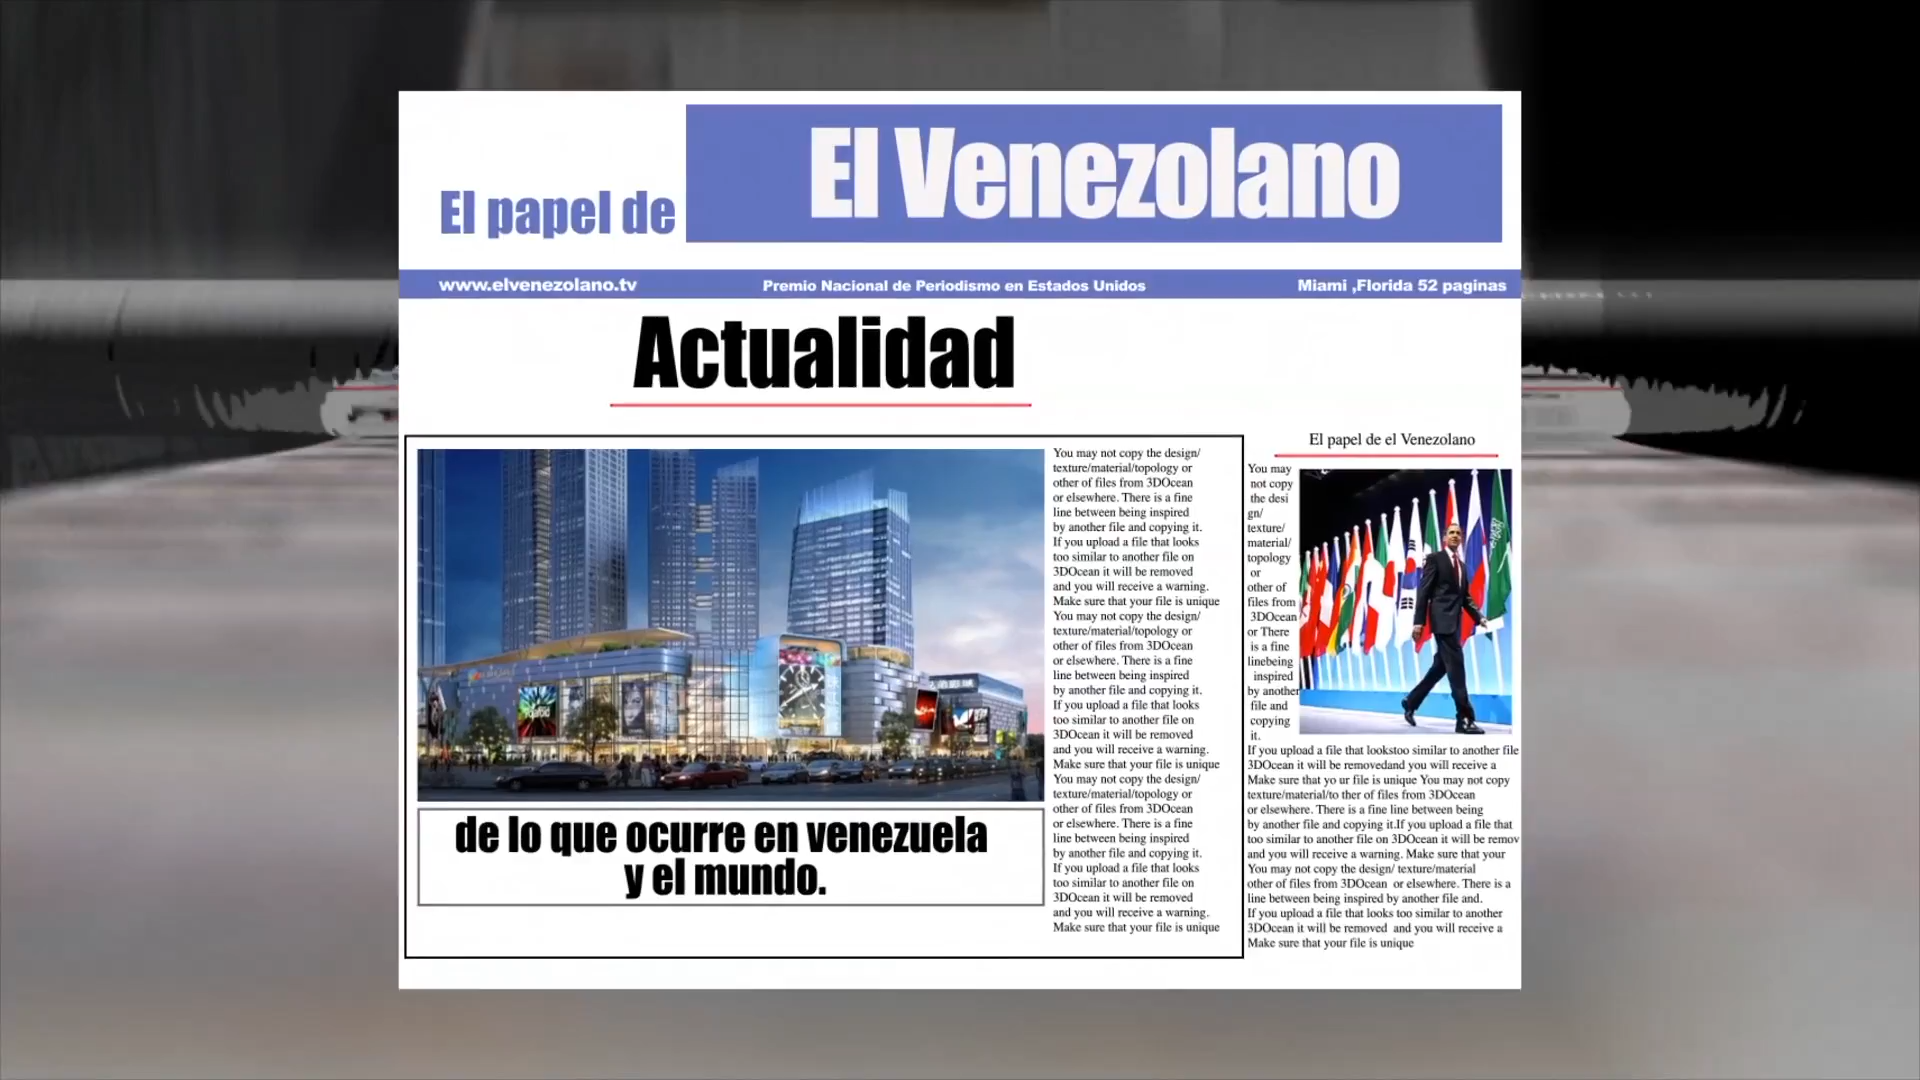 El papel de
El Venezolano
www.elvenezolano.tv
Premio Nacional de Periodismo en Estados Unidos
Miami ,Florida 52 paginas
Actualidad
de lo que ocurre en venezuela
y el mundo.
You may not copy the design/
texture/material/topology or
other of files from 3DOcean
or elsewhere. There is a fine
line between being inspired
by another file and copying it.
If you upload a file that looks
too similar to another file on
3DOcean it will be removed
and you will receive a warning.
Make sure that your file is unique
You may not copy the design/
texture/material/topology or
other of files from 3DOcean
or elsewhere. There is a fine
line between being inspired
by another file and copying it.
If you upload a file that looks
too similar to another file on
3DOcean it will be removed
and you will receive a warning.
Make sure that your file is unique
You may not copy the design/
texture/material/topology or
other of files from 3DOcean
or elsewhere. There is a fine
line between being inspired
by another file and copying it.
If you upload a file that looks
too similar to another file on
3DOcean it will be removed
and you will receive a warning.
Make sure that your file is unique
El papel de el Venezolano
You may
not copy
the desi
gn/
texture/
material/
topology
or
other of
files from
3DOcean
or There
is a fine
linebeing
inspired
by another
file and
copying
it.
If you upload a file that lookstoo similar to another file
3DOcean it will be removedand you will receive a
Make sure that yo ur file is unique You may not copy
texture/material/to ther of files from 3DOcean
or elsewhere. There is a fine line between being
by another file and copying it.If you upload a file that
too similar to another file on 3DOcean it will be remov
and you will receive a warning. Make sure that your
You may not copy the design/ texture/material
other of files from 3DOcean or elsewhere. There is a
line between being inspired by another file and.
If you upload a file that looks too similar to another
3DOcean it will be removed and you will receive a
Make sure that your file is unique